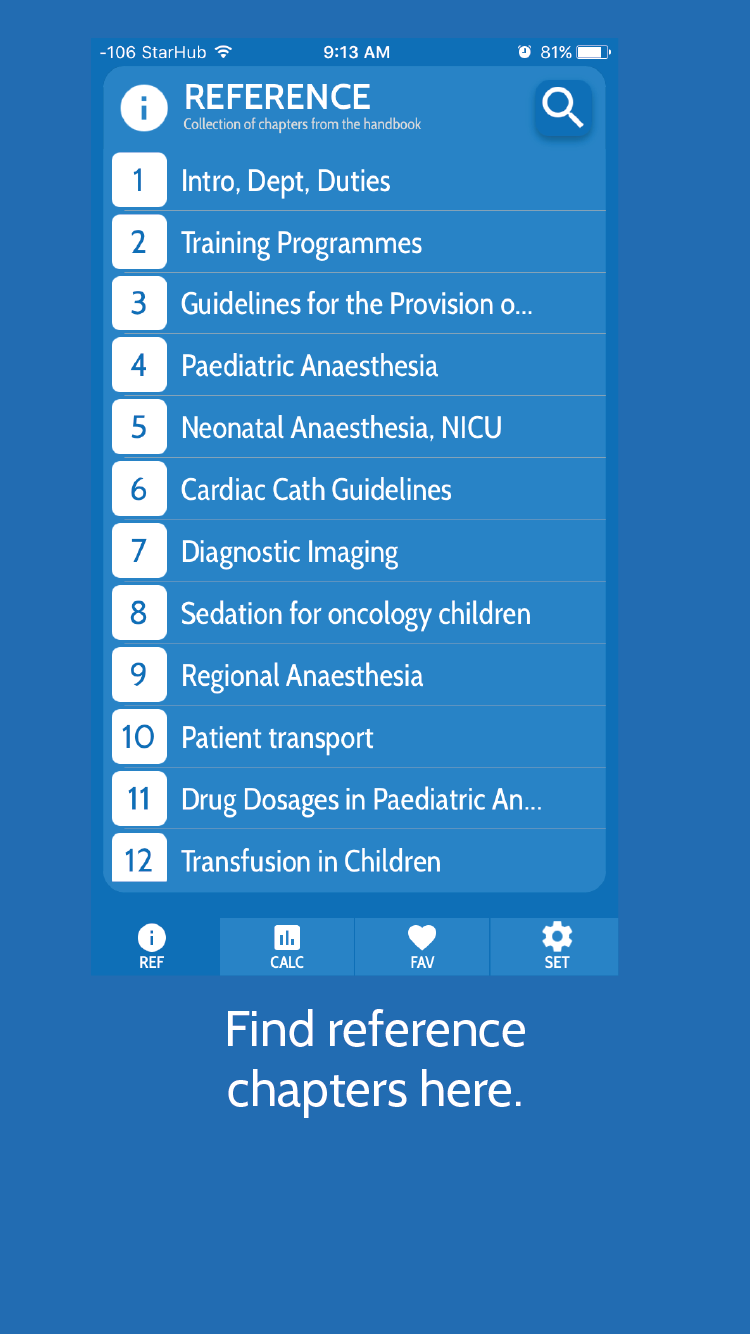 -106 StarHub 9:13 AM 81%
REFERENCE
Collection of chapters from the handbook
1 Intro, Dept, Duties
2 Training Programmes
3 Guidelines for the Provision o...
4 Paediatric Anaesthesia
5 Neonatal Anaesthesia, NICU
6 Cardiac Cath Guidelines
7 Diagnostic Imaging
8 Sedation for oncology children
9 Regional Anaesthesia
10 Patient transport
11 Drug Dosages in Paediatric An...
12 Transfusion in Children
REF CALC FAV SET
Find reference
chapters here.